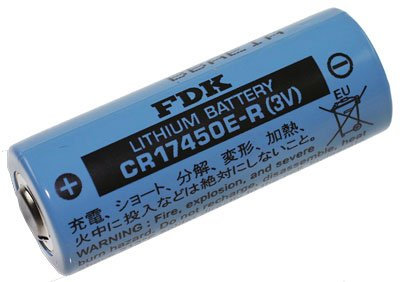 FDK
LITHIUM BATTERY
CR17450E-R(3V)
EU
充電、ショート、分解、変形、加熱、
火中に投入などは絶対にしないこと。
WARNING : Fire, explosion, and severe
burn hazard. Do not recharge, disassemble, heat